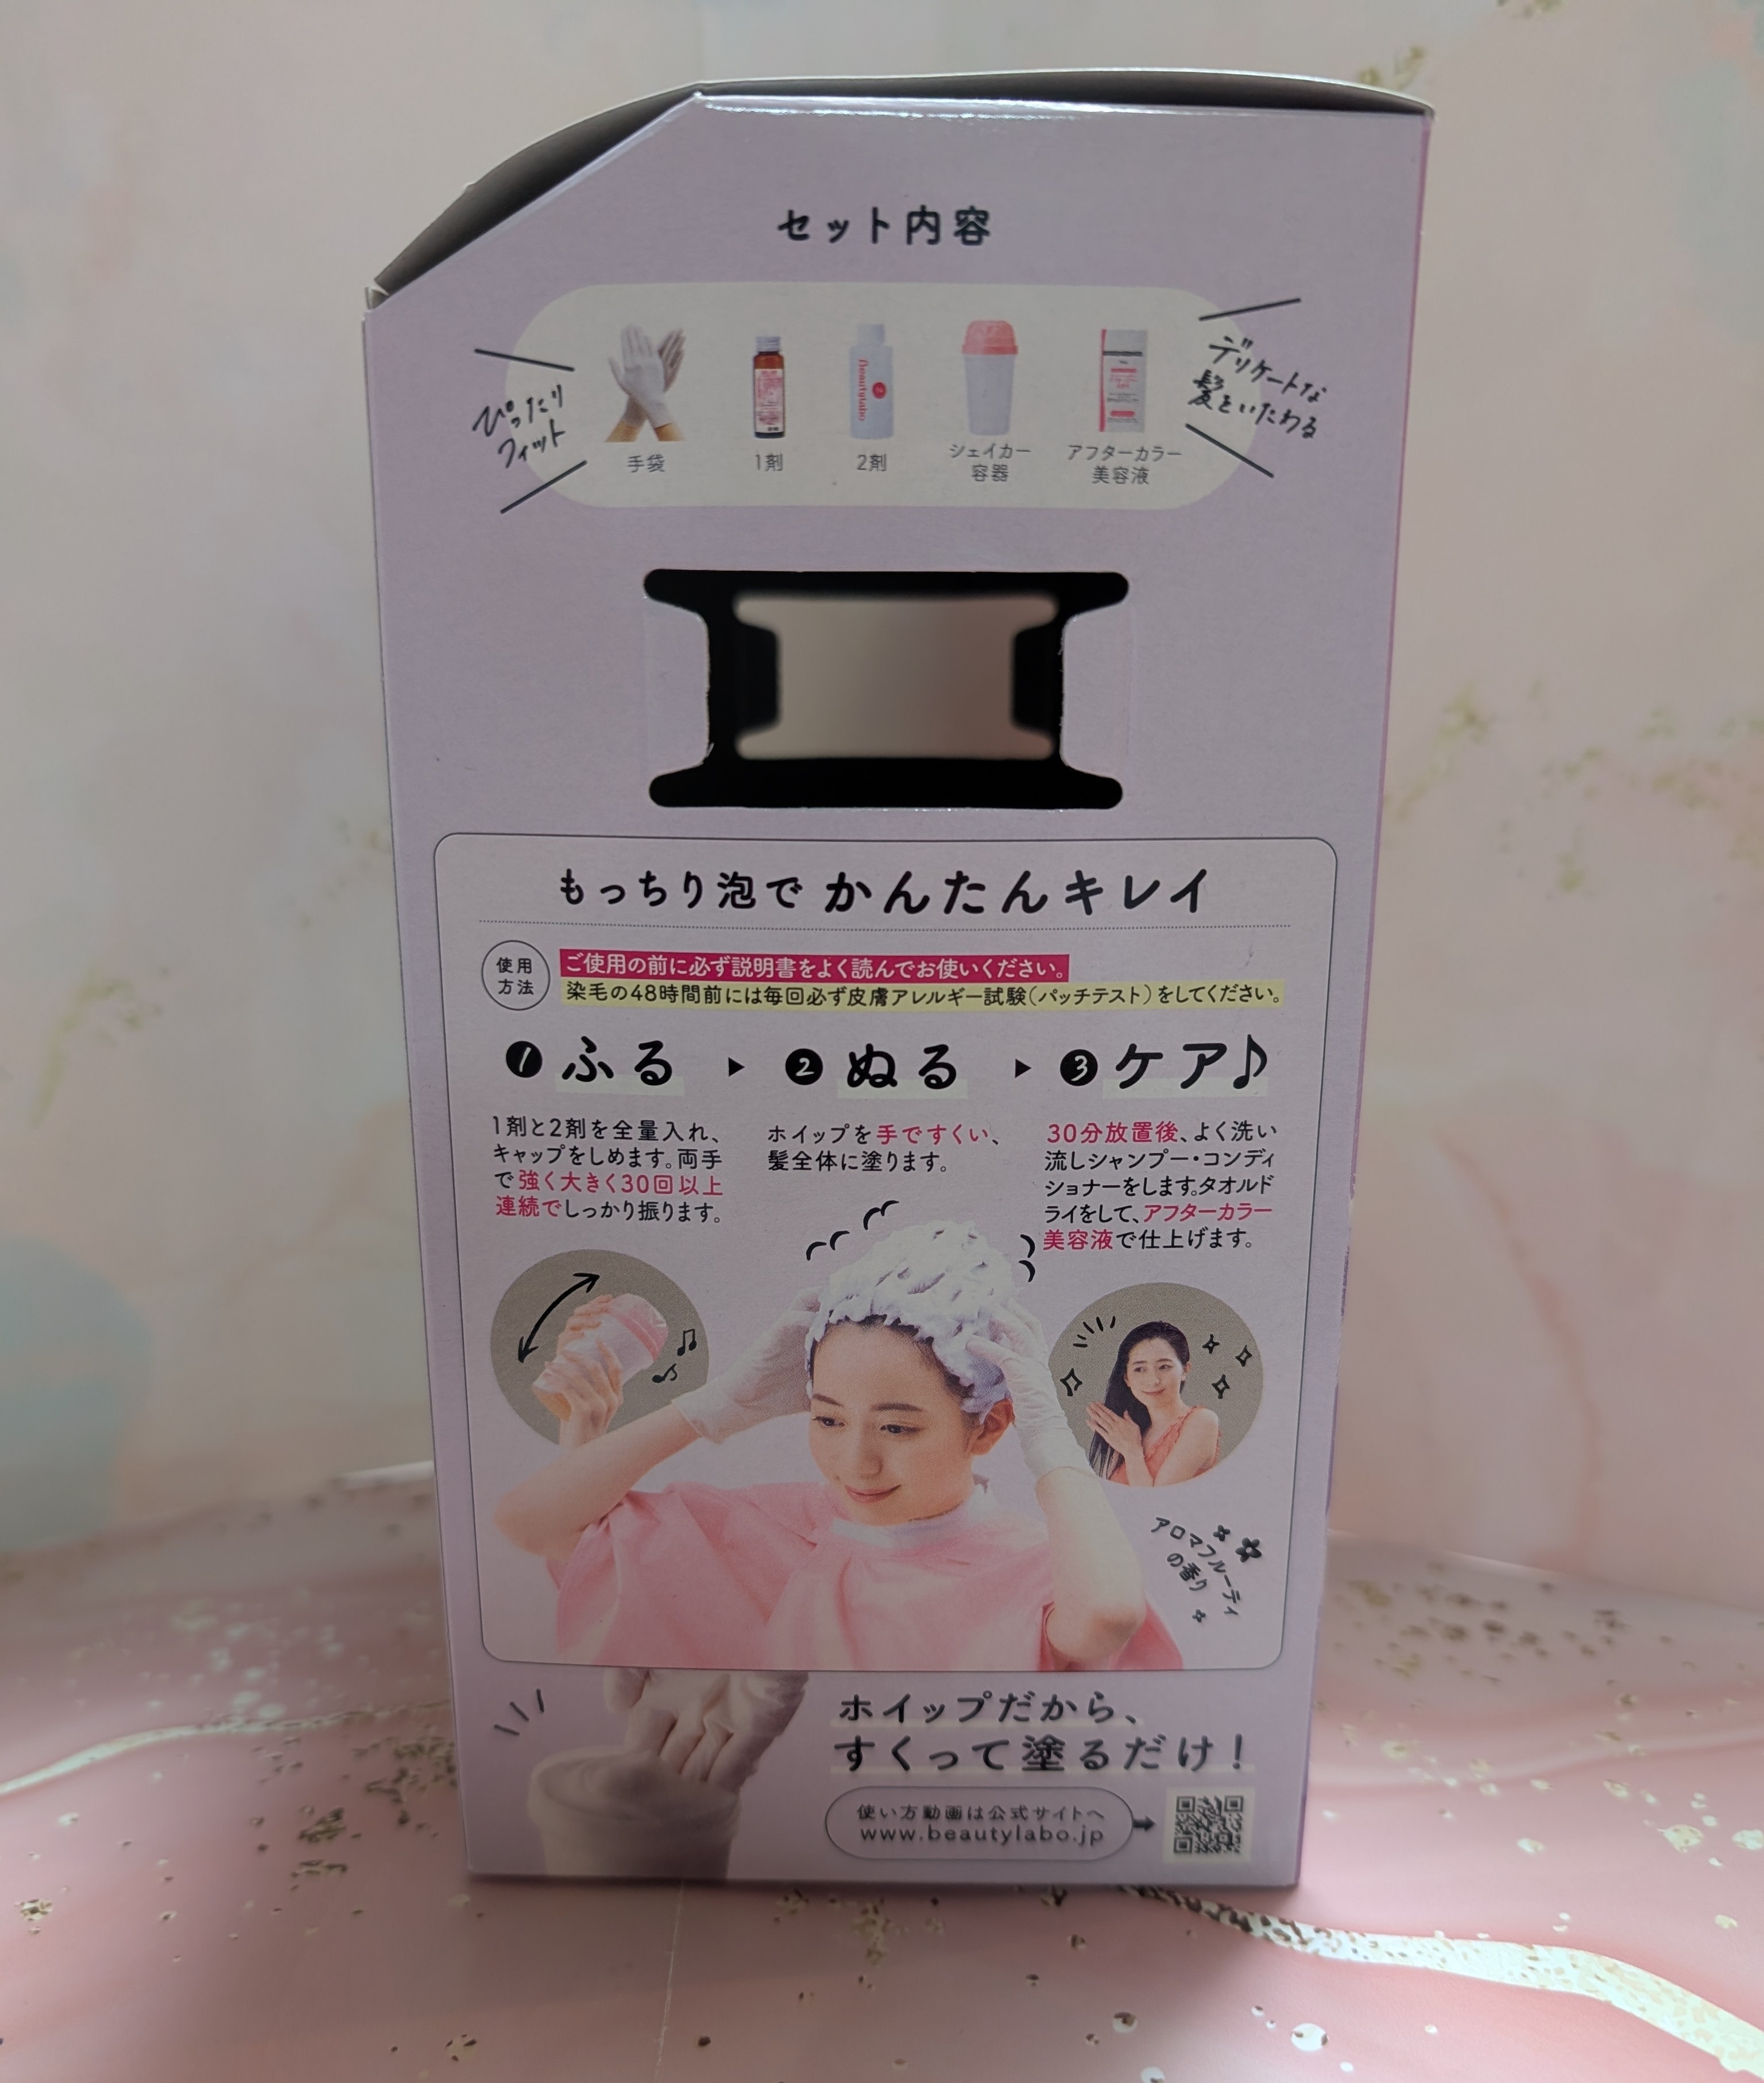 セット内容
ぴったり
フィット
手袋
1剤
Beautylabo
2剤
シェイカー
容器
アフターカラー
美容液
デリケートな
髪をいたわる
もっちり泡で かんたんキレイ
使用
方法
ご使用の前に必ず説明書をよく読んでお使いください。
染毛の48時間前には毎回必ず皮膚アレルギー試験(パッチテスト)をしてください。
1 ふる ▶ 2 ぬる ▶ 3 ケア♪
1剤と2剤を全量入れ、
キャップをしめます。両手
で強く大きく30回以上
連続でしっかり振ります。
ホイップを手ですくい、
髪全体に塗ります。
30分放置後、よく洗い
流しシャンプー・コンディ
ショナーをします。タオルド
ライをして、アフターカラー
美容液で仕上げます。
アロマフルーティ
の香り
ホイップだから、
すくって塗るだけ!
使い方動画は公式サイトへ
www.beautylabo.jp